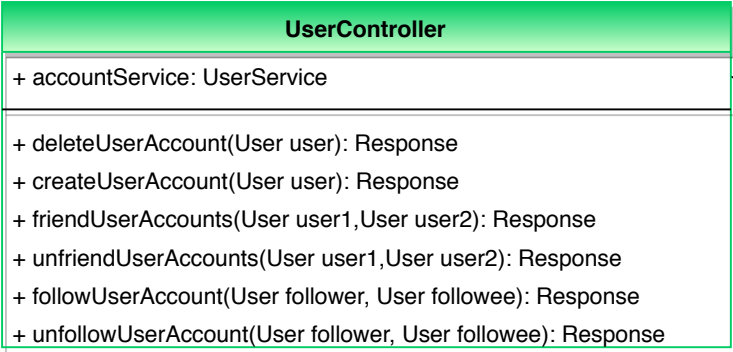 UserController
+ accountService: UserService
+ deleteUserAccount(User user): Response
+ createUserAccount(User user): Response
+ friendUserAccounts(User user1,User user2): Response
+ unfriendUserAccounts(User user1,User user2): Response
+ followUserAccount(User follower, User followee): Response
+ unfollowUserAccount(User follower, User followee): Response